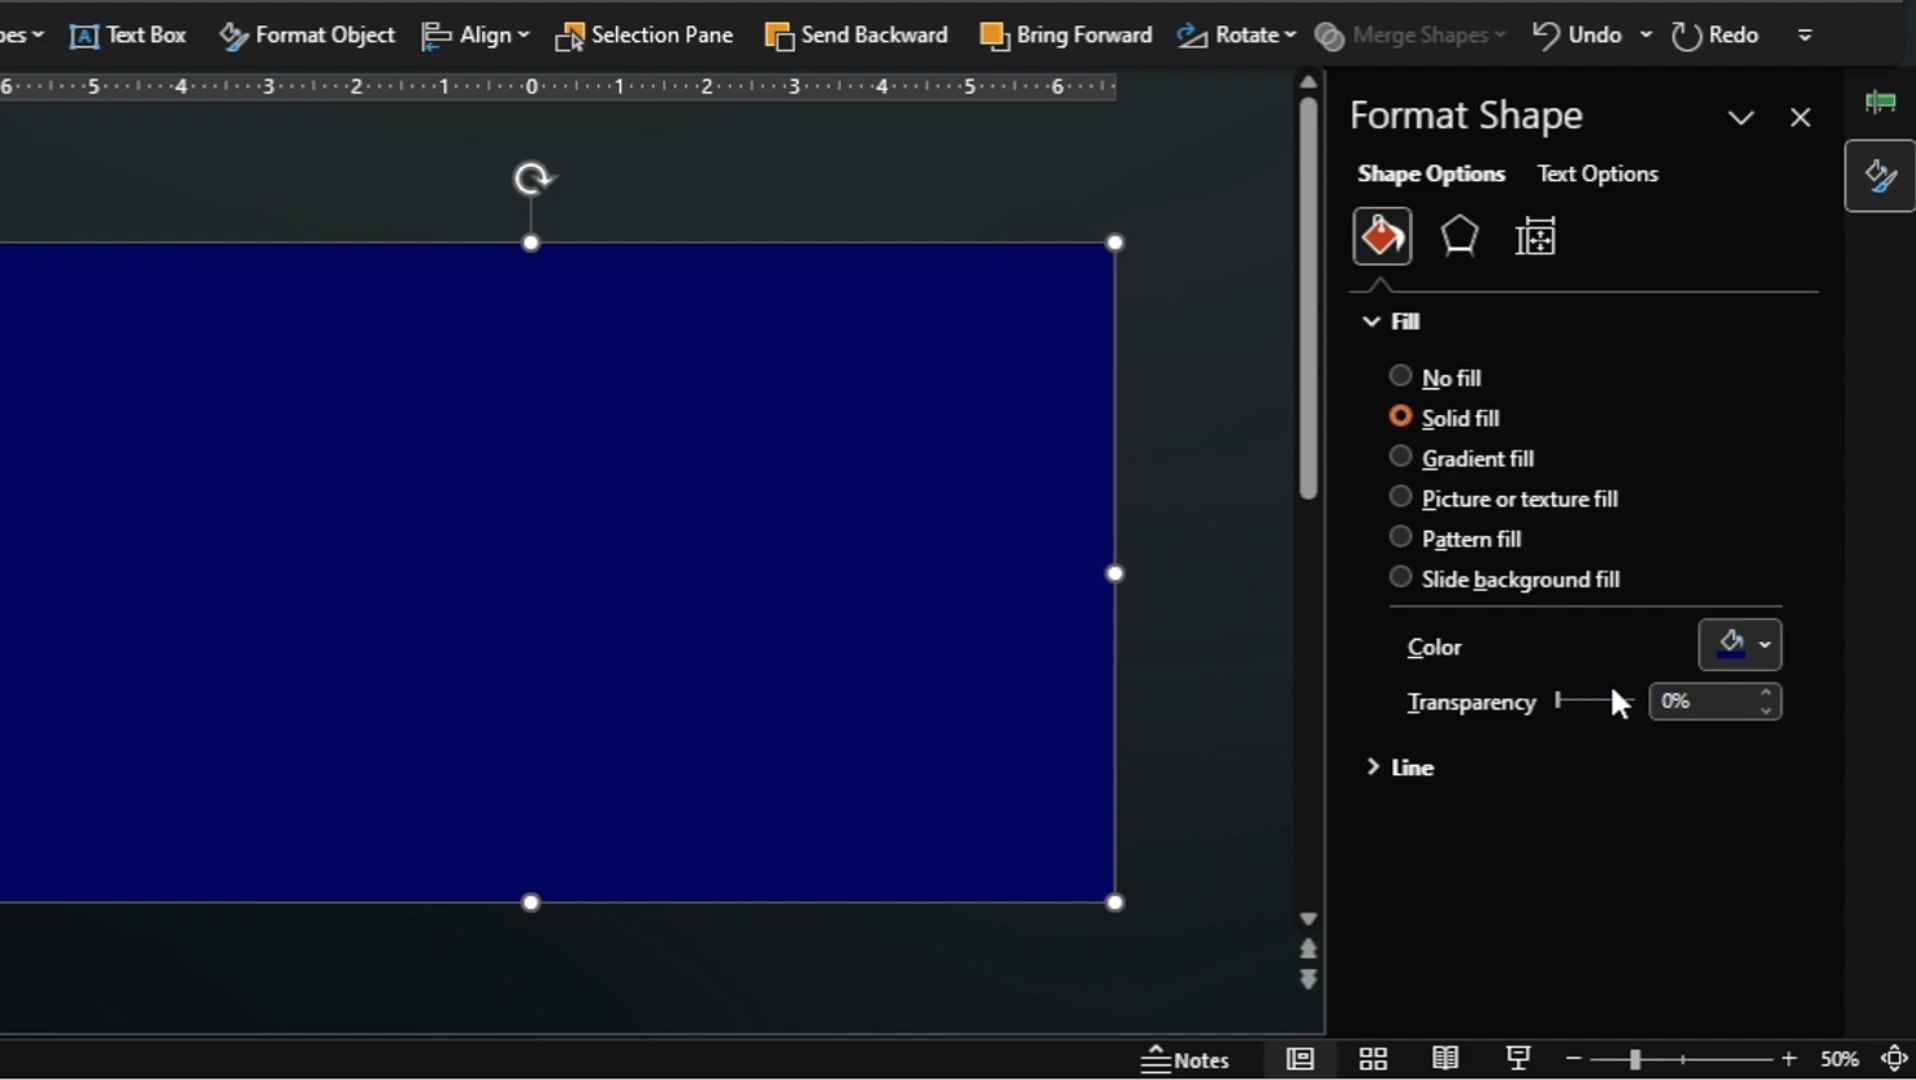 pes Text Box Format Object Align Selection Pane Send Backward Bring Forward Rotate Merge Shapes Undo Redo
6 5 4 3 2 1 0 1 2 3 4 5 6
Format Shape
Shape Options Text Options
Fill
No fill
Solid fill
Gradient fill
Picture or texture fill
Pattern fill
Slide background fill
Color
Transparency 0%
Line
Notes 50%